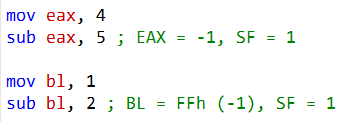 mov eax, 4
sub eax, 5 ; EAX = -1, SF = 1
mov bl, 1
sub bl, 2 ; BL = FFh (-1), SF = 1